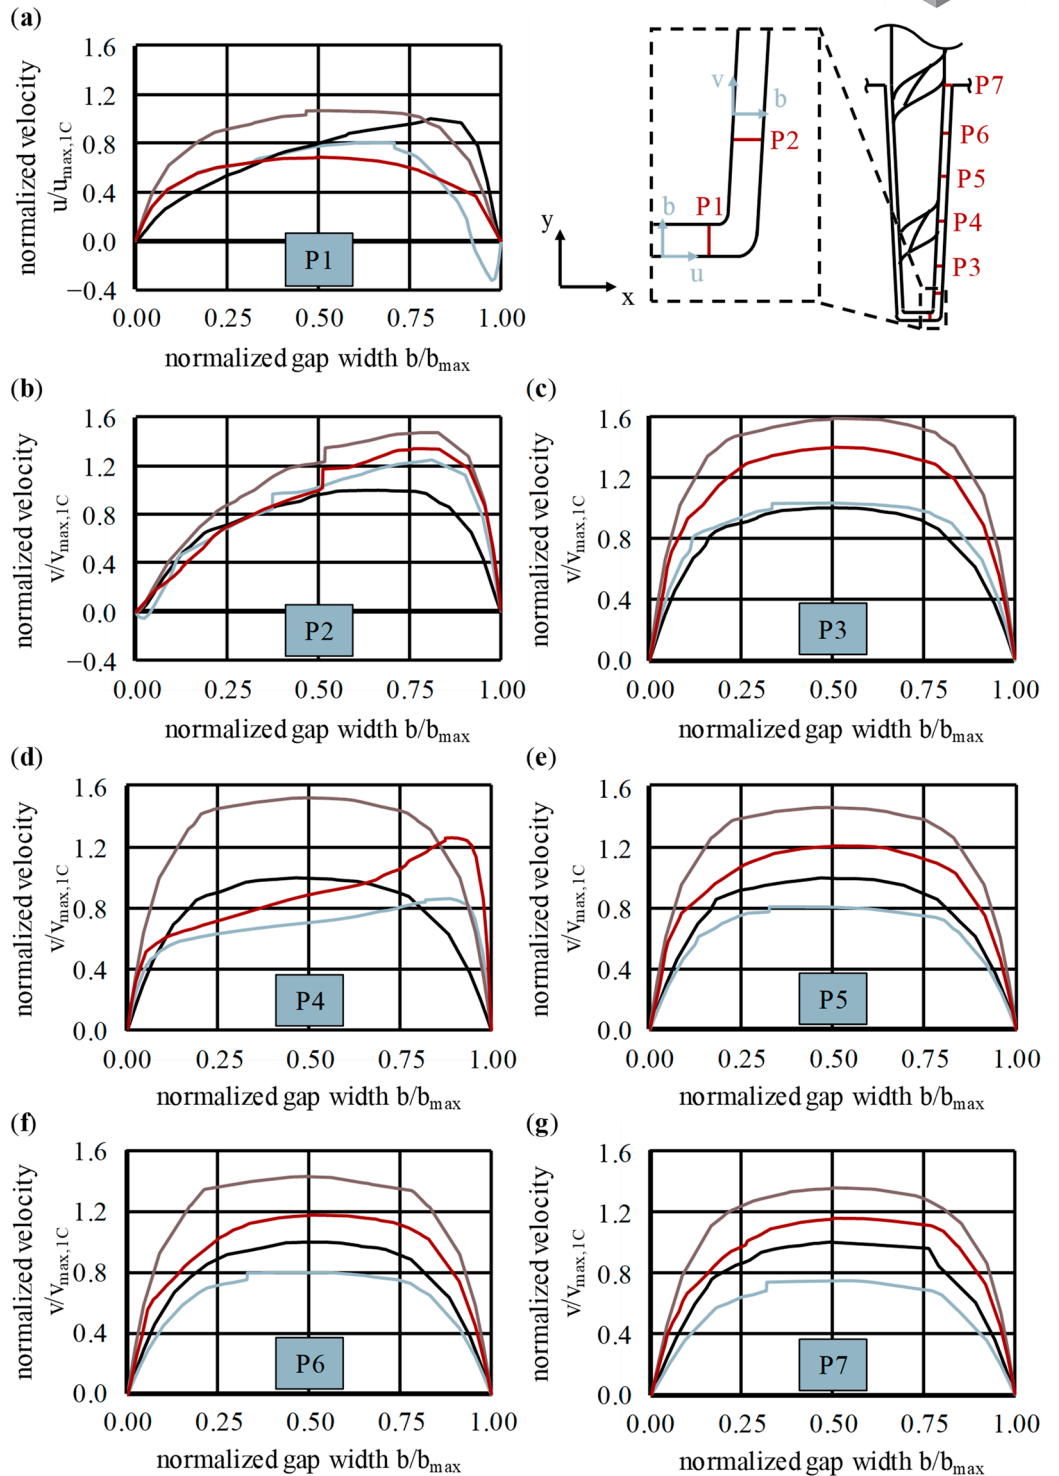 (a)
1.6
1.2
0.8
0.4
0.0
−0.4
normalized velocity
u/u_max,1C
P1
0.00 0.25 0.50 0.75 1.00
normalized gap width b/b_max
v
b
P2
b
P1
u
y
x
P7
P6
P5
P4
P3
(b)
1.6
1.2
0.8
0.4
0.0
−0.4
normalized velocity
v/v_max,1C
P2
0.00 0.25 0.50 0.75 1.00
normalized gap width b/b_max
(c)
1.6
1.2
0.8
0.4
0.0
normalized velocity
v/v_max,1C
P3
0.00 0.25 0.50 0.75 1.00
normalized gap width b/b_max
(d)
1.6
1.2
0.8
0.4
0.0
normalized velocity
v/v_max,1C
P4
0.00 0.25 0.50 0.75 1.00
normalized gap width b/b_max
(e)
1.6
1.2
0.8
0.4
0.0
normalized velocity
v/v_max,1C
P5
0.00 0.25 0.50 0.75 1.00
normalized gap width b/b_max
(f)
1.6
1.2
0.8
0.4
0.0
normalized velocity
v/v_max,1C
P6
0.00 0.25 0.50 0.75 1.00
normalized gap width b/b_max
(g)
1.6
1.2
0.8
0.4
0.0
normalized velocity
v/v_max,1C
P7
0.00 0.25 0.50 0.75 1.00
normalized gap width b/b_max